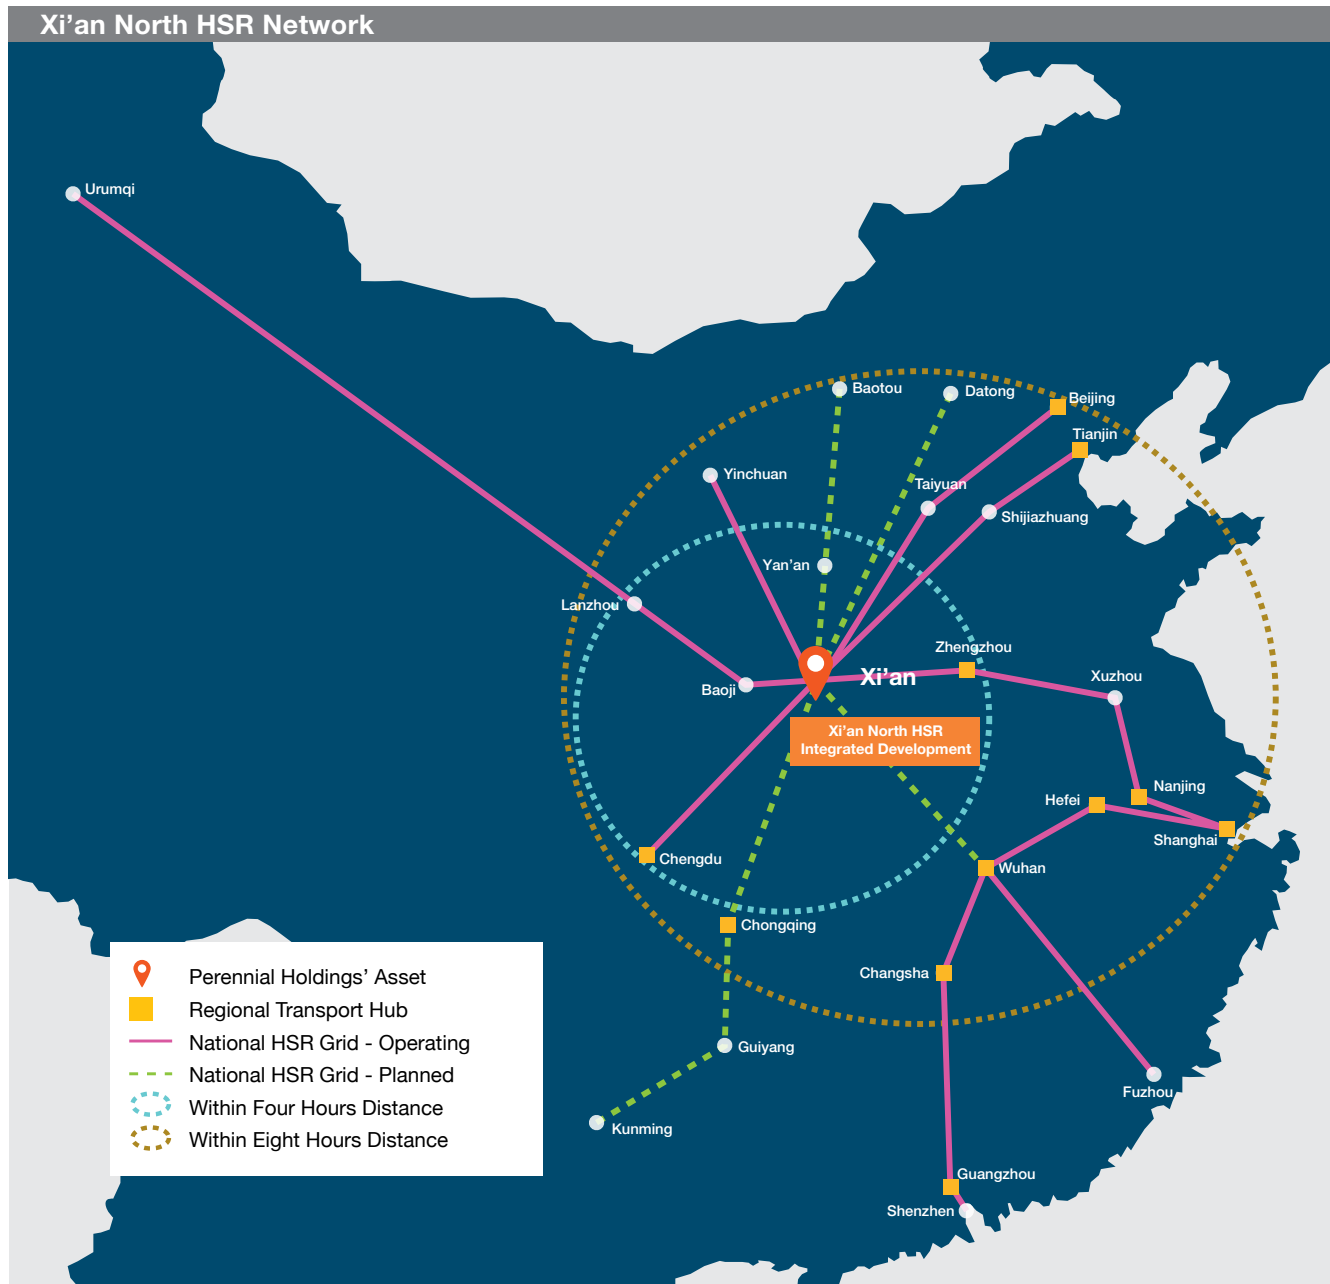 Xi’an North HSR Network
Urumqi
Baotou
Datong
Beijing
Tianjin
Yinchuan
Taiyuan
Shijiazhuang
Yan’an
Lanzhou
Zhengzhou
Xi’an
Baoji
Xuzhou
Xi’an North HSR
Integrated Development
Nanjing
Hefei
Shanghai
Chengdu
Wuhan
Chongqing
Changsha
Guiyang
Fuzhou
Kunming
Guangzhou
Shenzhen
Perennial Holdings’ Asset
Regional Transport Hub
National HSR Grid - Operating
National HSR Grid - Planned
Within Four Hours Distance
Within Eight Hours Distance